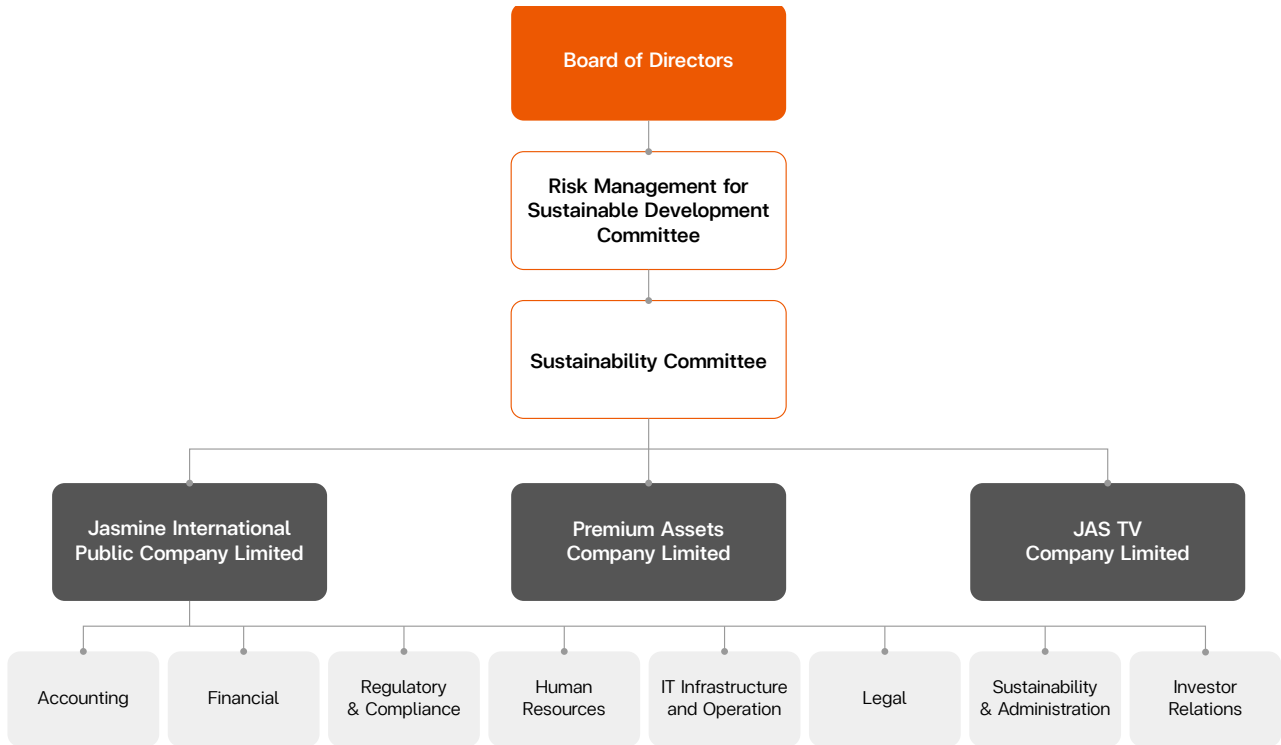 Board of Directors
Risk Management for
Sustainable Development
Committee
Sustainability Committee
Jasmine International
Public Company Limited
Premium Assets
Company Limited
JAS TV
Company Limited
Accounting
Financial
Regulatory
& Compliance
Human
Resources
IT Infrastructure
and Operation
Legal
Sustainability
& Administration
Investor
Relations